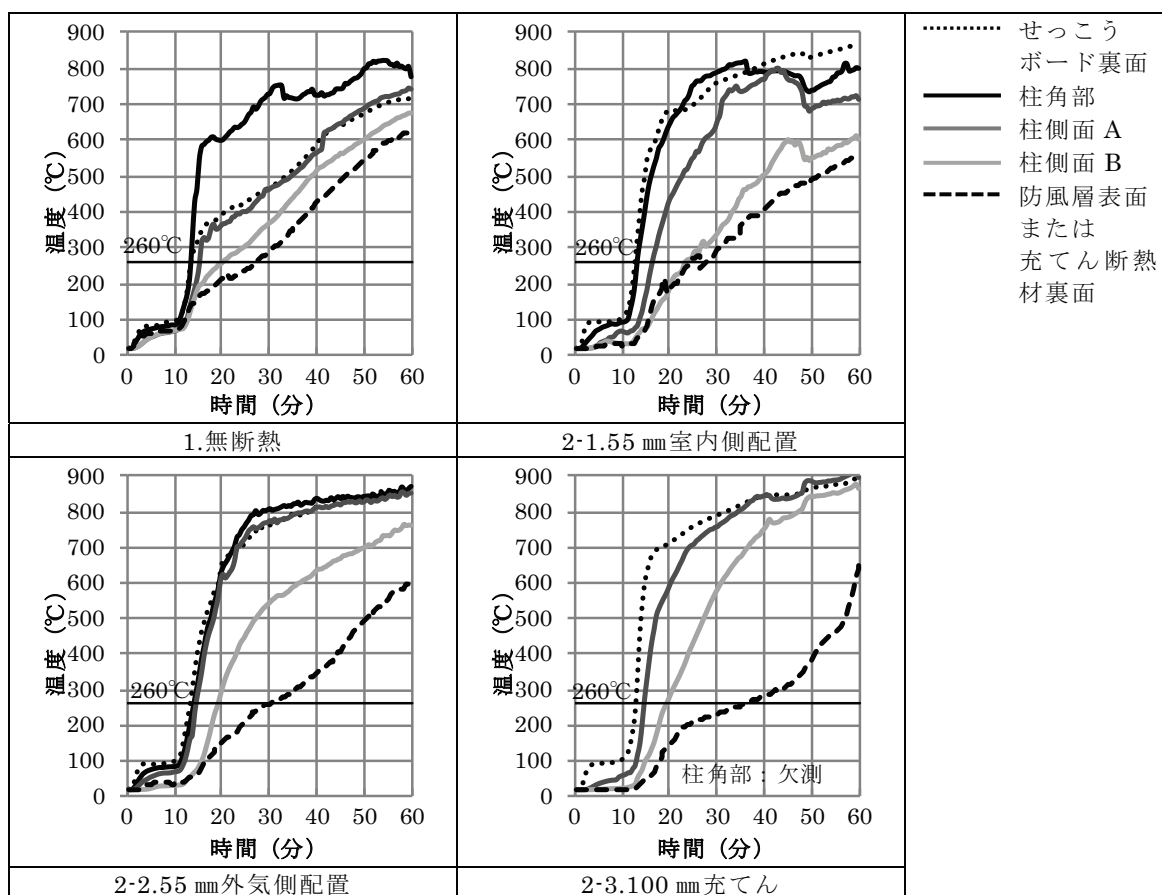 900
800
700
600
500
400
300
200
100
0
温度（℃）
260℃
0 10 20 30 40 50 60
時間（分）
1.無断熱
900
800
700
600
500
400
300
200
100
0
温度（℃）
260℃
0 10 20 30 40 50 60
時間（分）
2-1.55 ㎜室内側配置
せっこう
ボード裏面
柱角部
柱側面 A
柱側面 B
防風層表面
または
充てん断熱
材裏面
900
800
700
600
500
400
300
200
100
0
温度（℃）
260℃
0 10 20 30 40 50 60
時間（分）
2-2.55 ㎜外気側配置
900
800
700
600
500
400
300
200
100
0
温度（℃）
260℃
柱角部：欠測
0 10 20 30 40 50 60
時間（分）
2-3.100 ㎜充てん